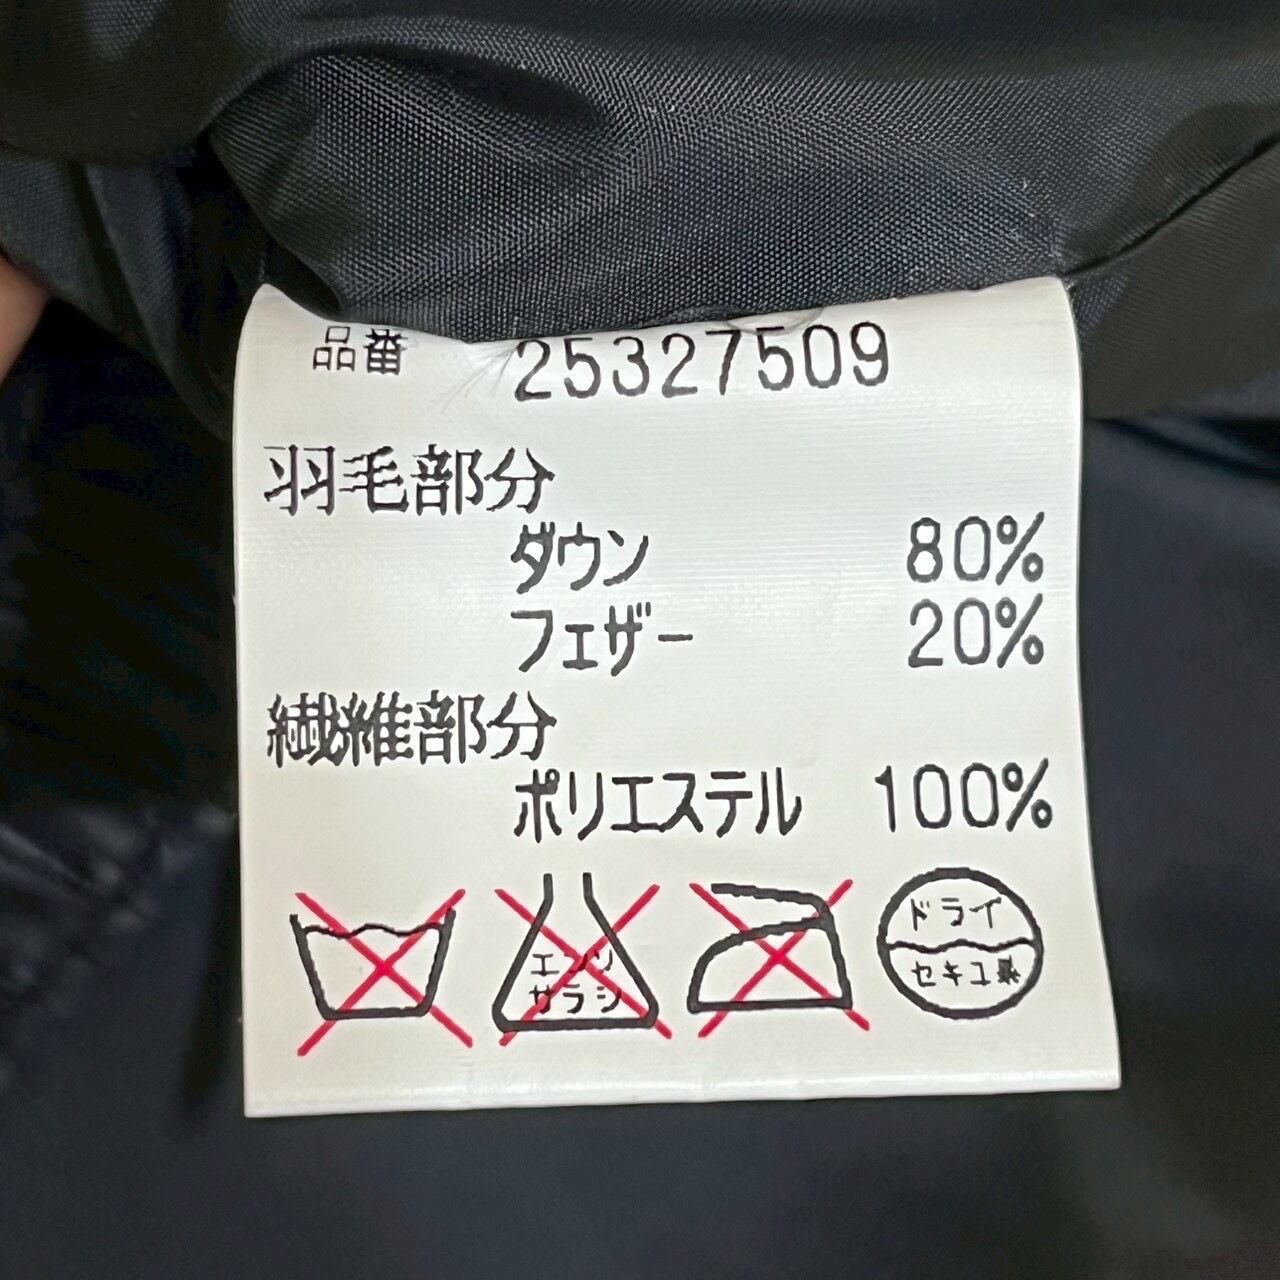 品番 25327509
羽毛部分
ダウン 80%
フェザー 20%
繊維部分
ポリエステル 100%
エンソ
サラシ
ドライ
セキユ系